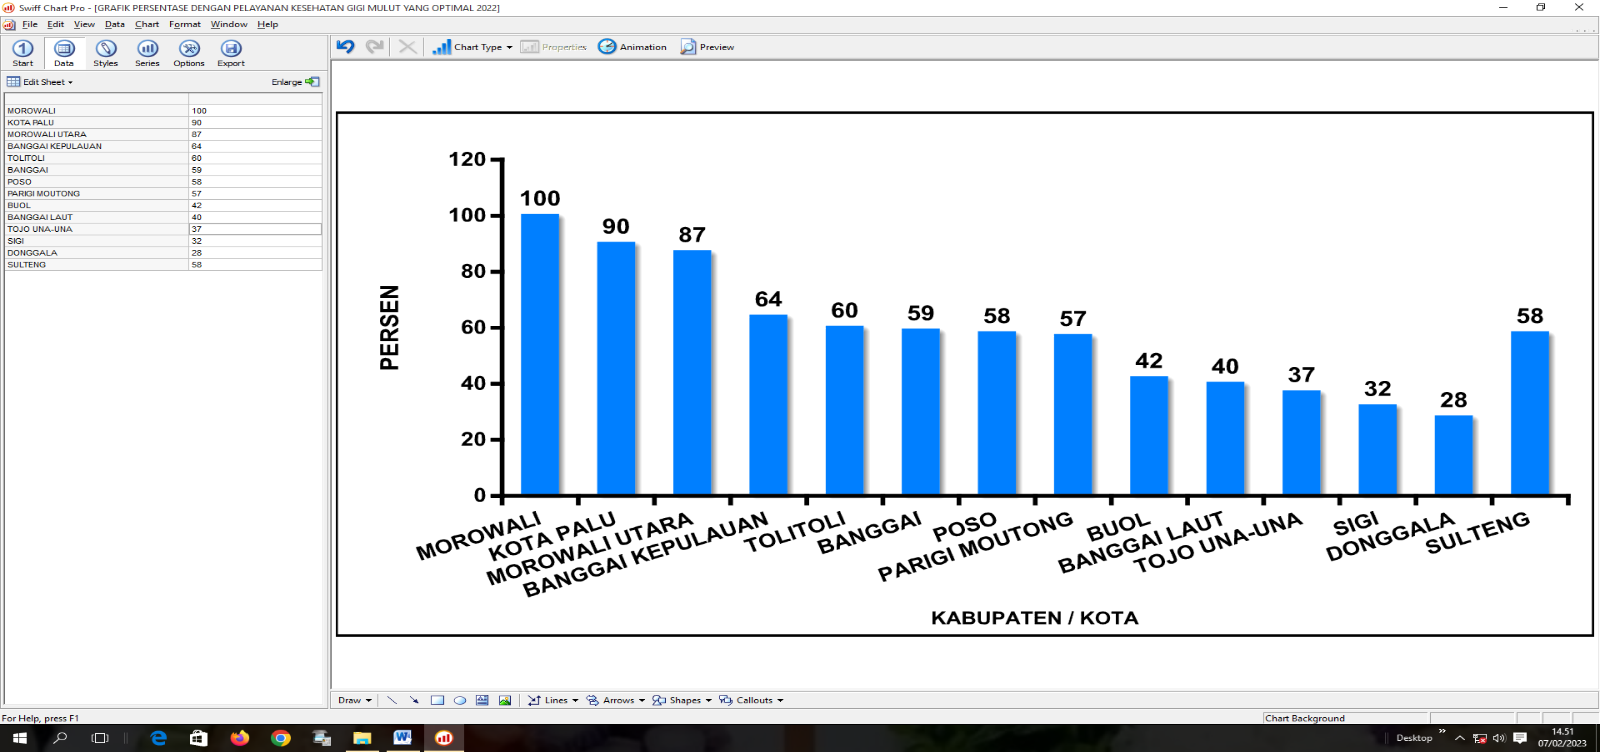 Swiff Chart Pro - [GRAFIK PERSENTASE DENGAN PELAYANAN KESEHATAN GIGI MULUT YANG OPTIMAL 2022]
File Edit View Data Chart Format Window Help
Start Data Styles Series Options Export
Chart Type Properties Animation Preview
Edit Sheet Enlarge
MOROWALI 100
KOTA PALU 90
MOROWALI UTARA 87
BANGGAI KEPULAUAN 64
TOLITOLI 60
BANGGAI 59
POSO 58
PARIGI MOUTONG 57
BUOL 42
BANGGAI LAUT 40
TOJO UNA-UNA 37
SIGI 32
DONGGALA 28
SULTENG 58
PERSEN
120
100
80
60
40
20
0
100 90 87 64 60 59 58 57 42 40 37 32 28 58
MOROWALI
KOTA PALU
MOROWALI UTARA
BANGGAI KEPULAUAN
TOLITOLI
BANGGAI
POSO
PARIGI MOUTONG
BUOL
BANGGAI LAUT
TOJO UNA-UNA
SIGI
DONGGALA
SULTENG
KABUPATEN / KOTA
Draw Lines Arrows Shapes Callouts
For Help, press F1
Chart Background
Desktop
14.51
07/02/2023